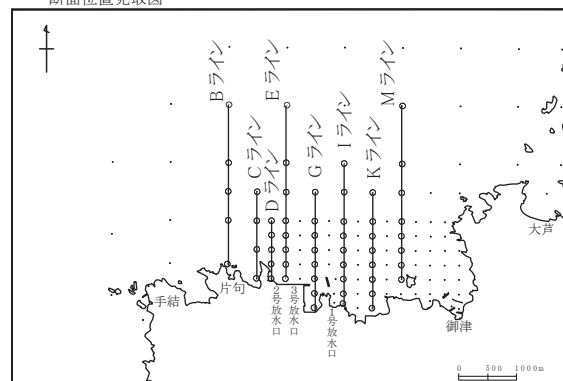 断面位置見取図
Bライン
Cライン
Dライン
Eライン
Gライン
Iライン
Kライン
Mライン
大芦
手結
片句
2号放水口
3号放水口
1号放水口
御津
0 500 1000m